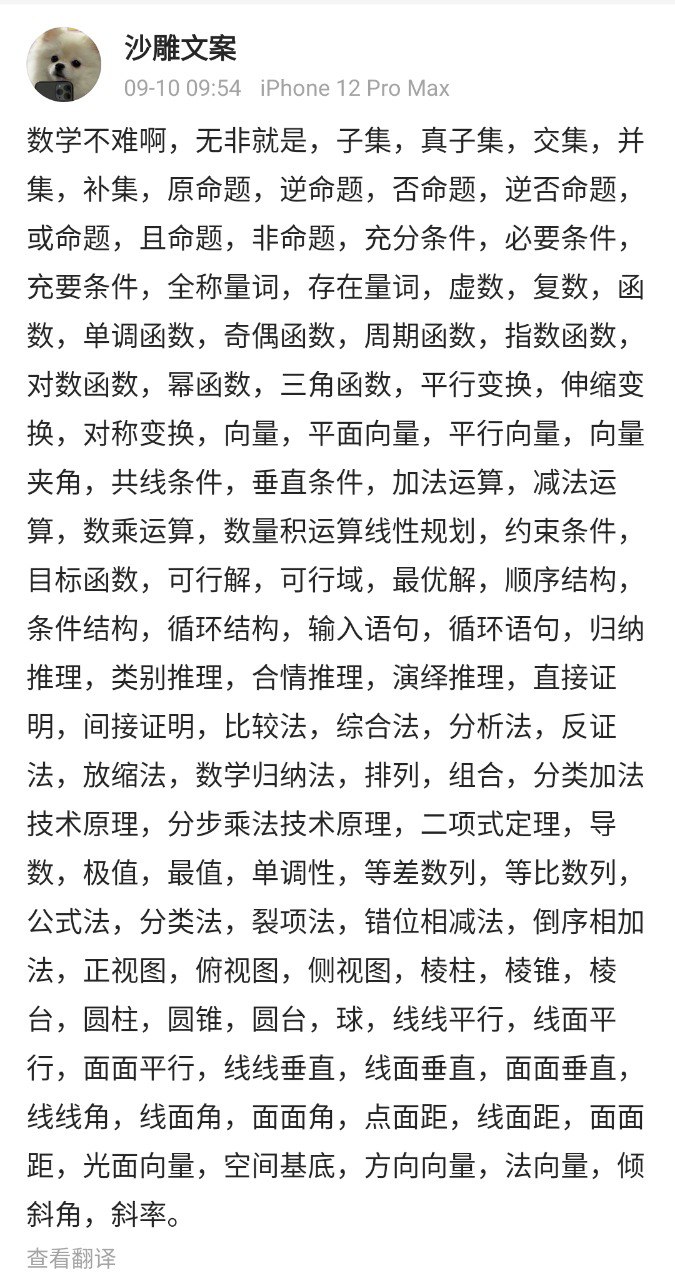 沙雕文案
09-10 09:54 iPhone 12 Pro Max
数学不难啊，无非就是，子集，真子集，交集，并
集，补集，原命题，逆命题，否命题，逆否命题，
或命题，且命题，非命题，充分条件，必要条件，
充要条件，全称量词，存在量词，虚数，复数，函
数，单调函数，奇偶函数，周期函数，指数函数，
对数函数，幂函数，三角函数，平行变换，伸缩变
换，对称变换，向量，平面向量，平行向量，向量
夹角，共线条件，垂直条件，加法运算，减法运
算，数乘运算，数量积运算线性规划，约束条件，
目标函数，可行解，可行域，最优解，顺序结构，
条件结构，循环结构，输入语句，循环语句，归纳
推理，类别推理，合情推理，演绎推理，直接证
明，间接证明，比较法，综合法，分析法，反证
法，放缩法，数学归纳法，排列，组合，分类加法
技术原理，分步乘法技术原理，二项式定理，导
数，极值，最值，单调性，等差数列，等比数列，
公式法，分类法，裂项法，错位相减法，倒序相加
法，正视图，俯视图，侧视图，棱柱，棱锥，棱
台，圆柱，圆锥，圆台，球，线线平行，线面平
行，面面平行，线线垂直，线面垂直，面面垂直，
线线角，线面角，面面角，点面距，线面距，面面
距，光面向量，空间基底，方向向量，法向量，倾
斜角，斜率。
查看翻译